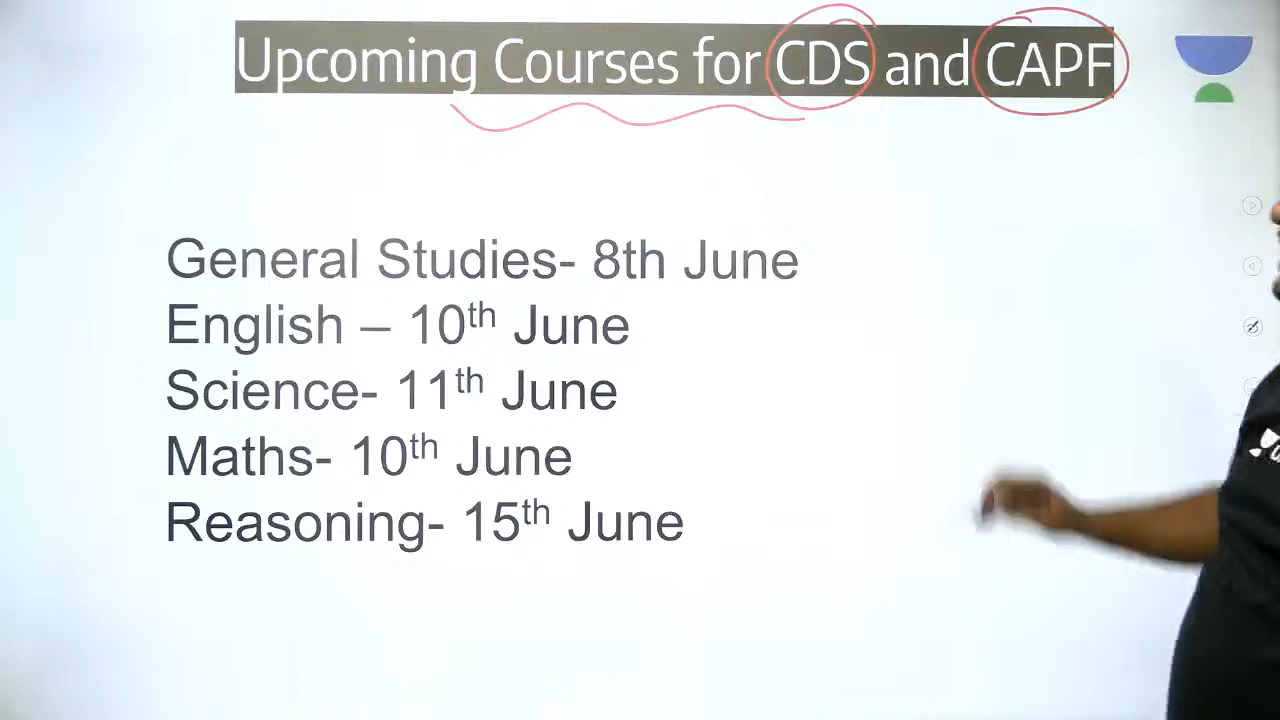 Upcoming Courses for CDS and CAPF
General Studies- 8th June
English – 10th June
Science- 11th June
Maths- 10th June
Reasoning- 15th June